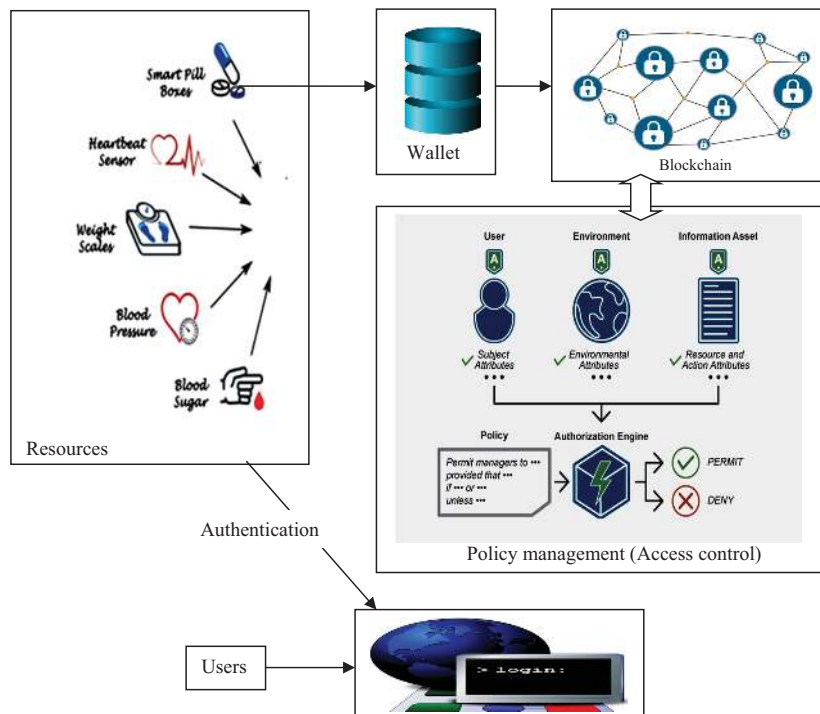 Smart Pill
Boxes
Heartbeat
Sensor
Weight
Scales
Blood
Pressure
Blood
Sugar
Resources
Wallet
Blockchain
User
Environment
Information Asset
A
A
A
Subject
Attributes
Environmental
Attributes
Resource and
Action Attributes
Policy
Authorization Engine
Permit managers to •••
provided that •••
if ••• or •••
unless •••
PERMIT
DENY
Policy management (Access control)
Authentication
Users
> login: